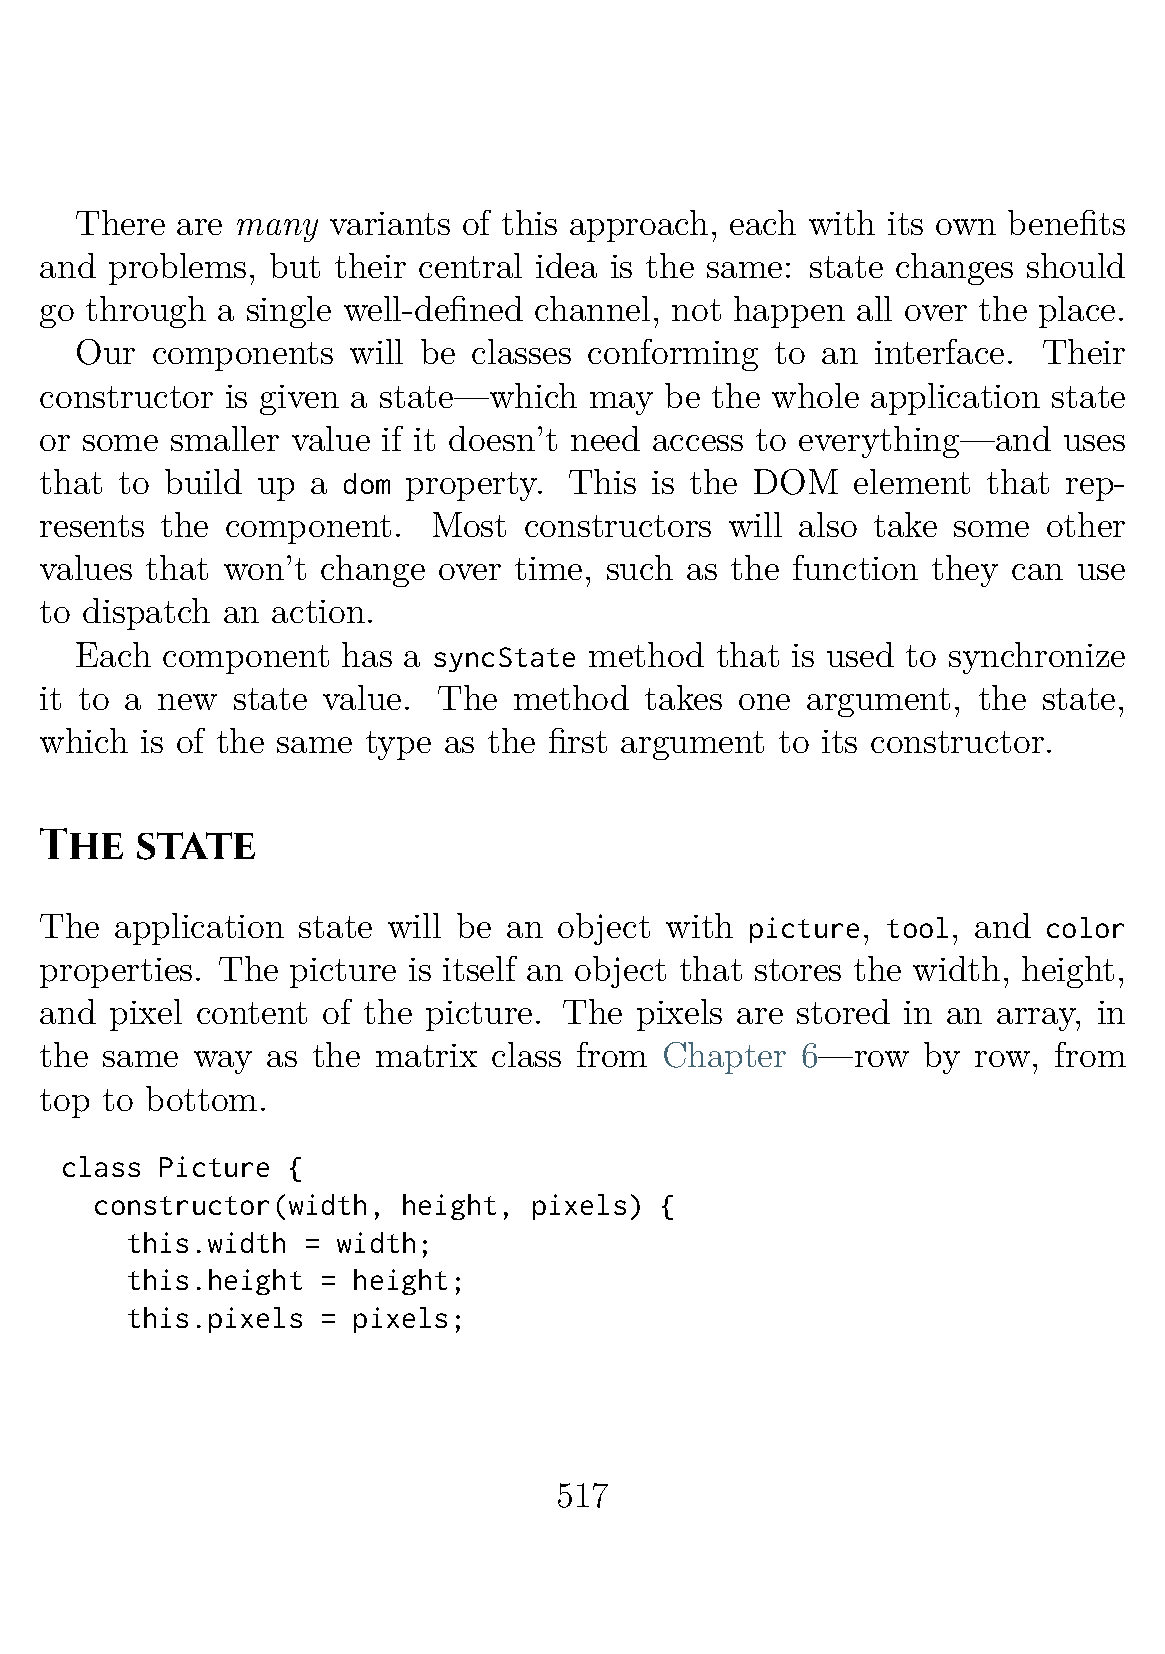 There are many variants of this approach, each with its own benefits
and problems, but their central idea is the same: state changes should
go through a single well-defined channel, not happen all over the place.
Our components will be classes conforming to an interface. Their
constructor is given a state—which may be the whole application state
or some smaller value if it doesn't need access to everything—and uses
that to build up a dom property. This is the DOM element that rep-
resents the component. Most constructors will also take some other
values that won't change over time, such as the function they can use
to dispatch an action.
Each component has a syncState method that is used to synchronize
it to a new state value. The method takes one argument, the state,
which is of the same type as the first argument to its constructor.
The state
The application state will be an object with picture, tool, and color
properties. The picture is itself an object that stores the width, height,
and pixel content of the picture. The pixels are stored in an array, in
the same way as the matrix class from Chapter 6—row by row, from
top to bottom.
class Picture {
  constructor(width, height, pixels) {
    this.width = width;
    this.height = height;
    this.pixels = pixels;
517